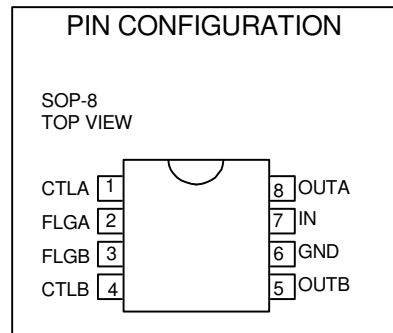 PIN CONFIGURATION
SOP-8
TOP VIEW
CTLA 1 8 OUTA
FLGA 2 7 IN
FLGB 3 6 GND
CTLB 4 5 OUTB